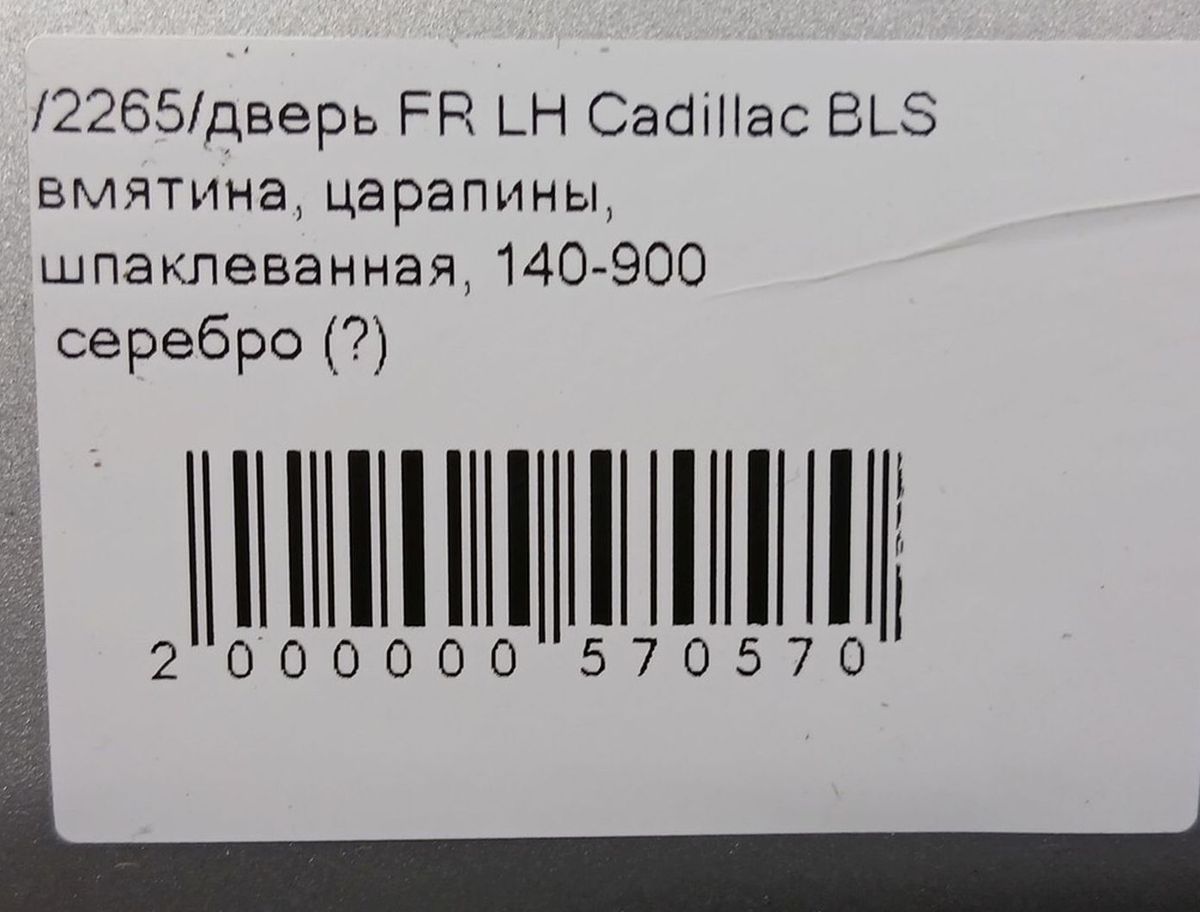 /2265/дверь FR LH Cadillac BLS
вмятина, царапины,
шпаклеванная, 140-900
серебро (?)
2 000000 570570